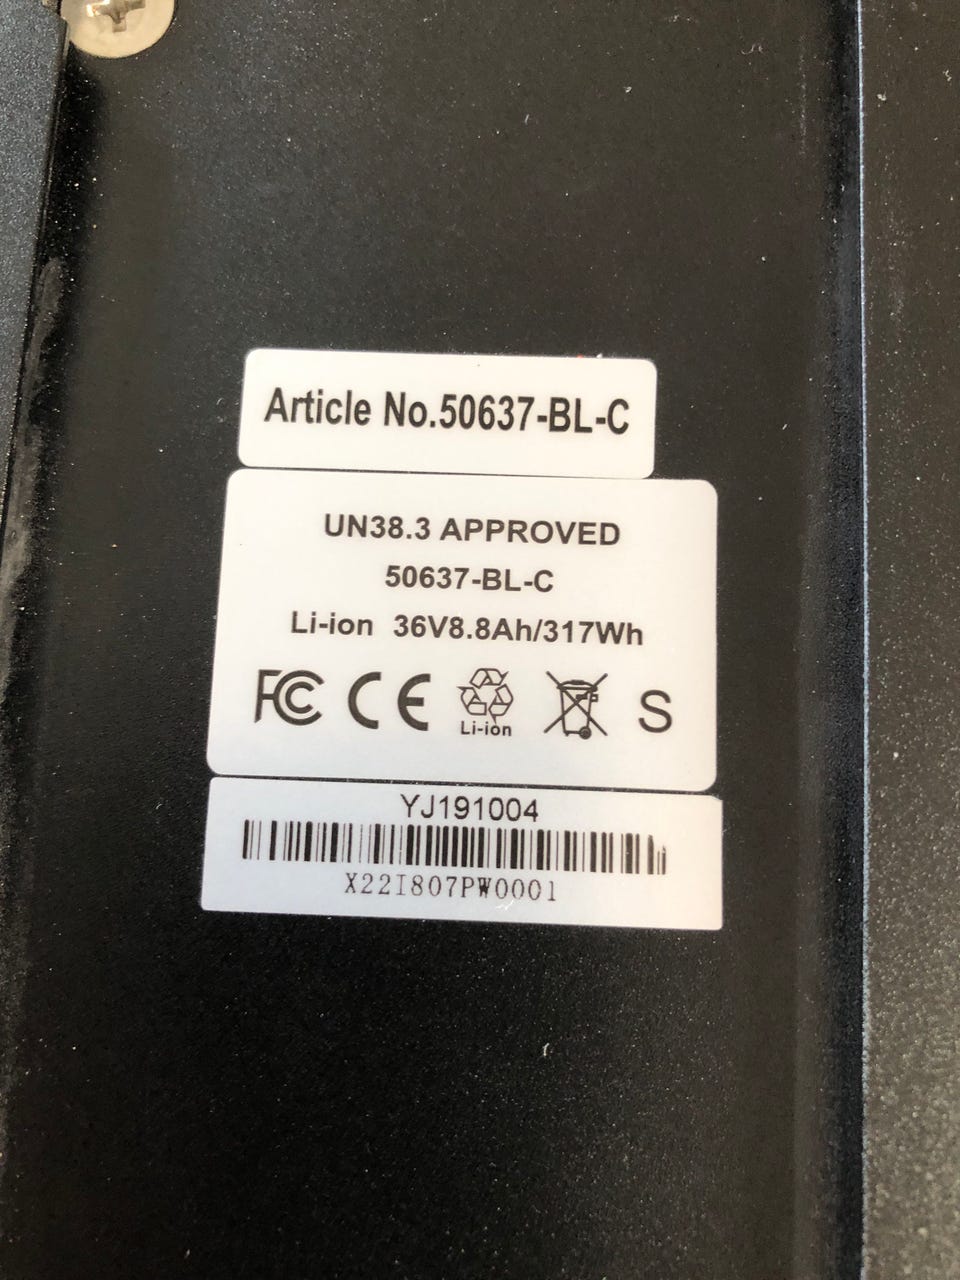 Article No.50637-BL-C
UN38.3 APPROVED
50637-BL-C
Li-ion 36V8.8Ah/317Wh
FC CE Li-ion S
YJ191004
X22I807PW0001